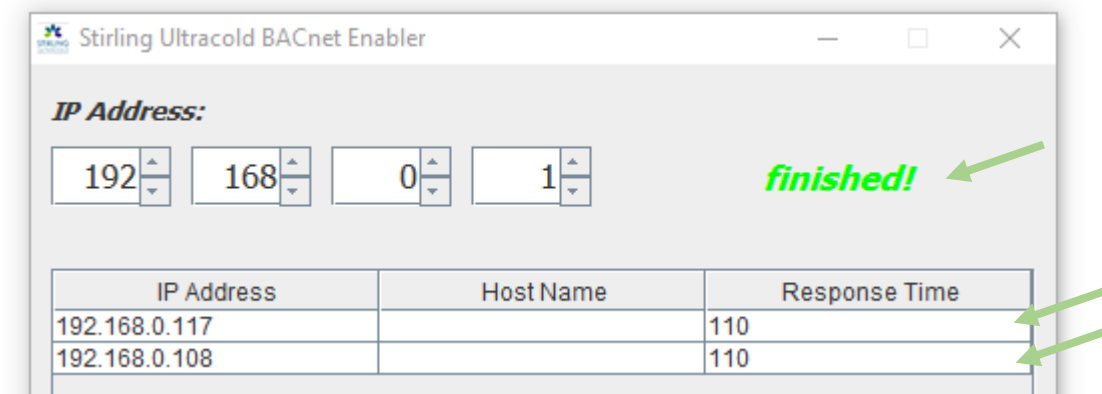 Stirling Ultracold BACnet Enabler
IP Address:
192 168 0 1 finished!
IP Address Host Name Response Time
192.168.0.117 110
192.168.0.108 110